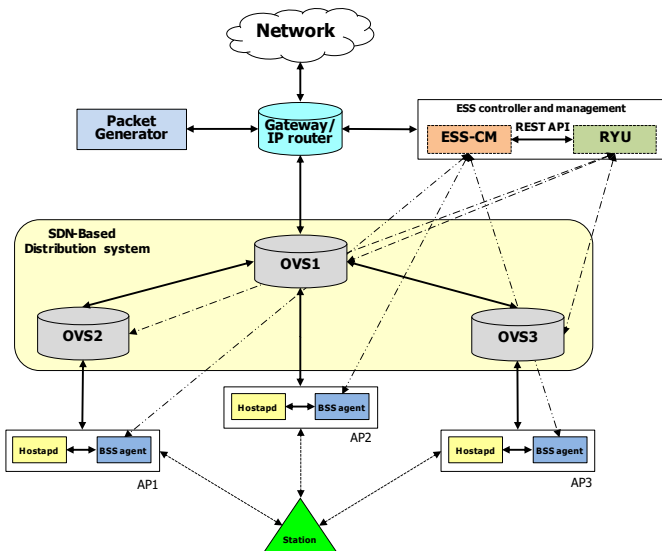 Network
Packet
Generator
Gateway/
IP router
ESS controller and management
ESS-CM
REST API
RYU
SDN-Based
Distribution system
OVS1
OVS2
OVS3
Hostapd
BSS agent
AP2
Hostapd
BSS agent
AP1
Hostapd
BSS agent
AP3
Station